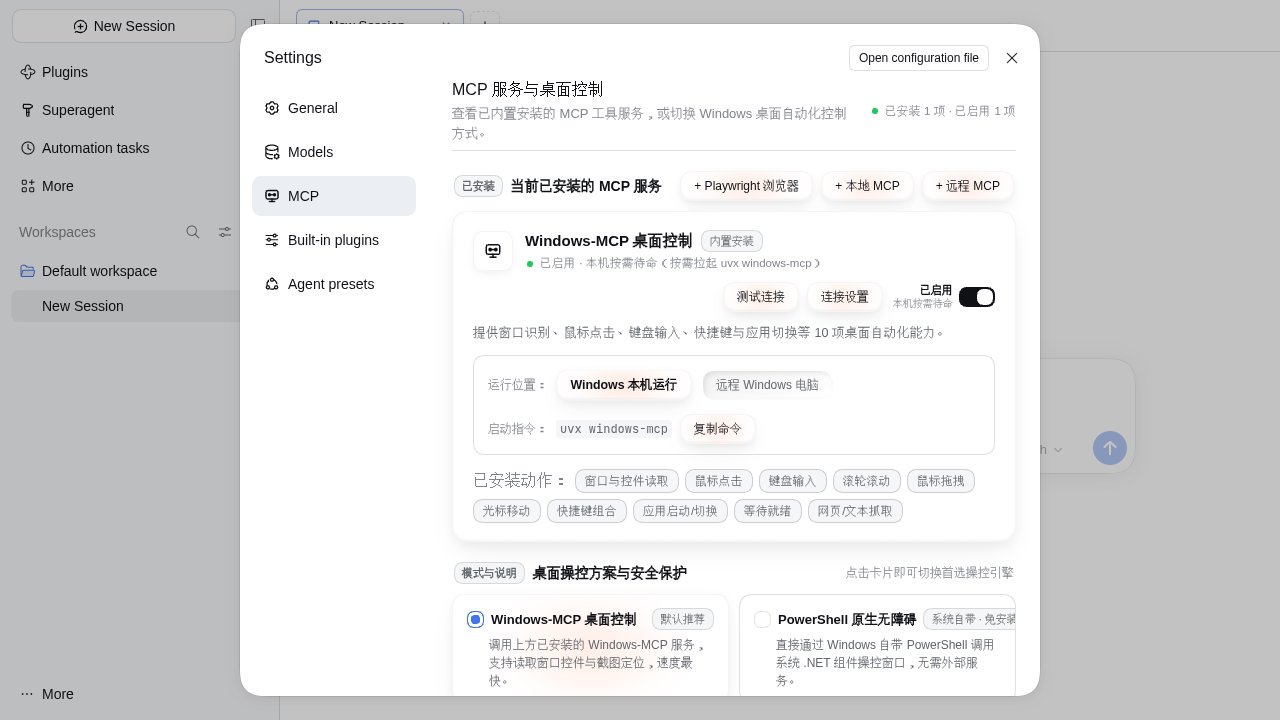 New Session
Plugins
Superagent
Automation tasks
More
Workspaces
Default workspace
New Session
More
Settings
Open configuration file
General
Models
MCP
Built-in plugins
Agent presets
MCP 服务与桌面控制
查看已内置安装的 MCP 工具服务，或切换 Windows 桌面自动化控制
方式。
已安装 1 项 · 已启用 1 项
已安装 当前已安装的 MCP 服务 + Playwright 浏览器 + 本地 MCP + 远程 MCP
Windows-MCP 桌面控制 内置安装
已启用 · 本机按需待命（按需拉起 uvx windows-mcp）
测试连接 连接设置 已启用
本机按需待命
提供窗口识别、鼠标点击、键盘输入、快捷键与应用切换等 10 项桌面自动化能力。
运行位置： Windows 本机运行 远程 Windows 电脑
启动指令： uvx windows-mcp 复制命令
已安装动作： 窗口与控件读取 鼠标点击 键盘输入 滚轮滚动 鼠标拖拽
光标移动 快捷键组合 应用启动/切换 等待就绪 网页/文本抓取
模式与说明 桌面操控方案与安全保护 点击卡片即可切换首选操控引擎
Windows-MCP 桌面控制 默认推荐
调用上方已安装的 Windows-MCP 服务，
支持读取窗口控件与截图定位，速度最
快。
PowerShell 原生无障碍 系统自带 · 免安装
直接通过 Windows 自带 PowerShell 调用
系统 .NET 组件操控窗口，无需外部服
务。